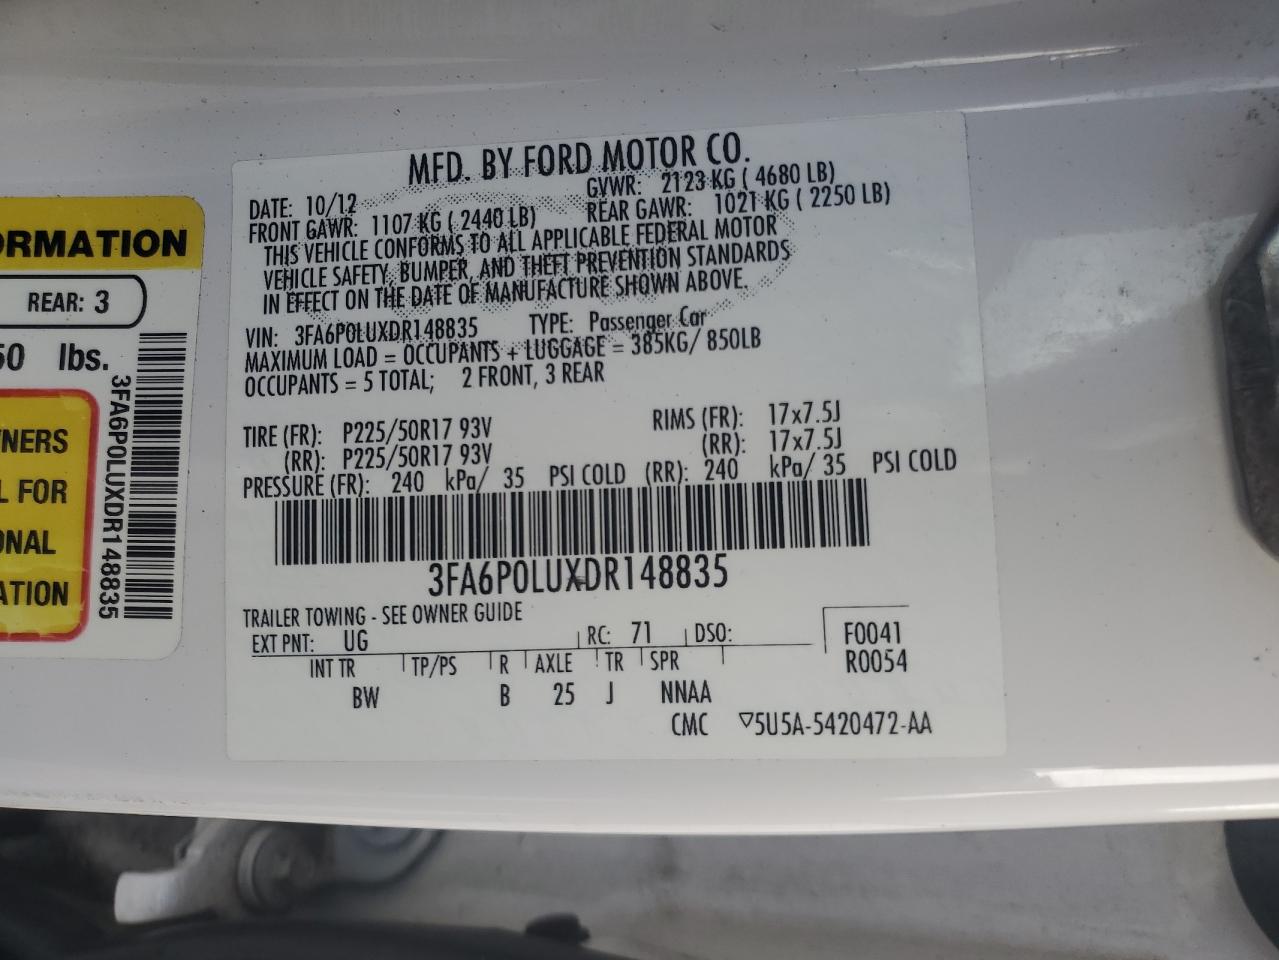 ORMATION
REAR: 3
50 lbs.
NERS
L FOR
ONAL
ATION
3FA6P0LUXDR148835
MFD. BY FORD MOTOR CO.
DATE: 10/12 GVWR: 2123 KG ( 4680 LB)
FRONT GAWR: 1107 KG ( 2440 LB) REAR GAWR: 1021 KG ( 2250 LB)
THIS VEHICLE CONFORMS TO ALL APPLICABLE FEDERAL MOTOR
VEHICLE SAFETY, BUMPER, AND THEFT PREVENTION STANDARDS
IN EFFECT ON THE DATE OF MANUFACTURE SHOWN ABOVE.
VIN: 3FA6P0LUXDR148835 TYPE: Passenger Car
MAXIMUM LOAD = OCCUPANTS + LUGGAGE = 385KG/ 850LB
OCCUPANTS = 5 TOTAL; 2 FRONT, 3 REAR
TIRE (FR): P225/50R17 93V RIMS (FR): 17x7.5J
(RR): P225/50R17 93V (RR): 17x7.5J
PRESSURE (FR): 240 kPa/ 35 PSI COLD (RR): 240 kPa/ 35 PSI COLD
3FA6P0LUXDR148835
TRAILER TOWING - SEE OWNER GUIDE
EXT PNT: UG RC: 71 DSO: F0041
INT TR TP/PS R AXLE TR SPR R0054
BW B 25 J NNAA
CMC ▽5U5A-5420472-AA